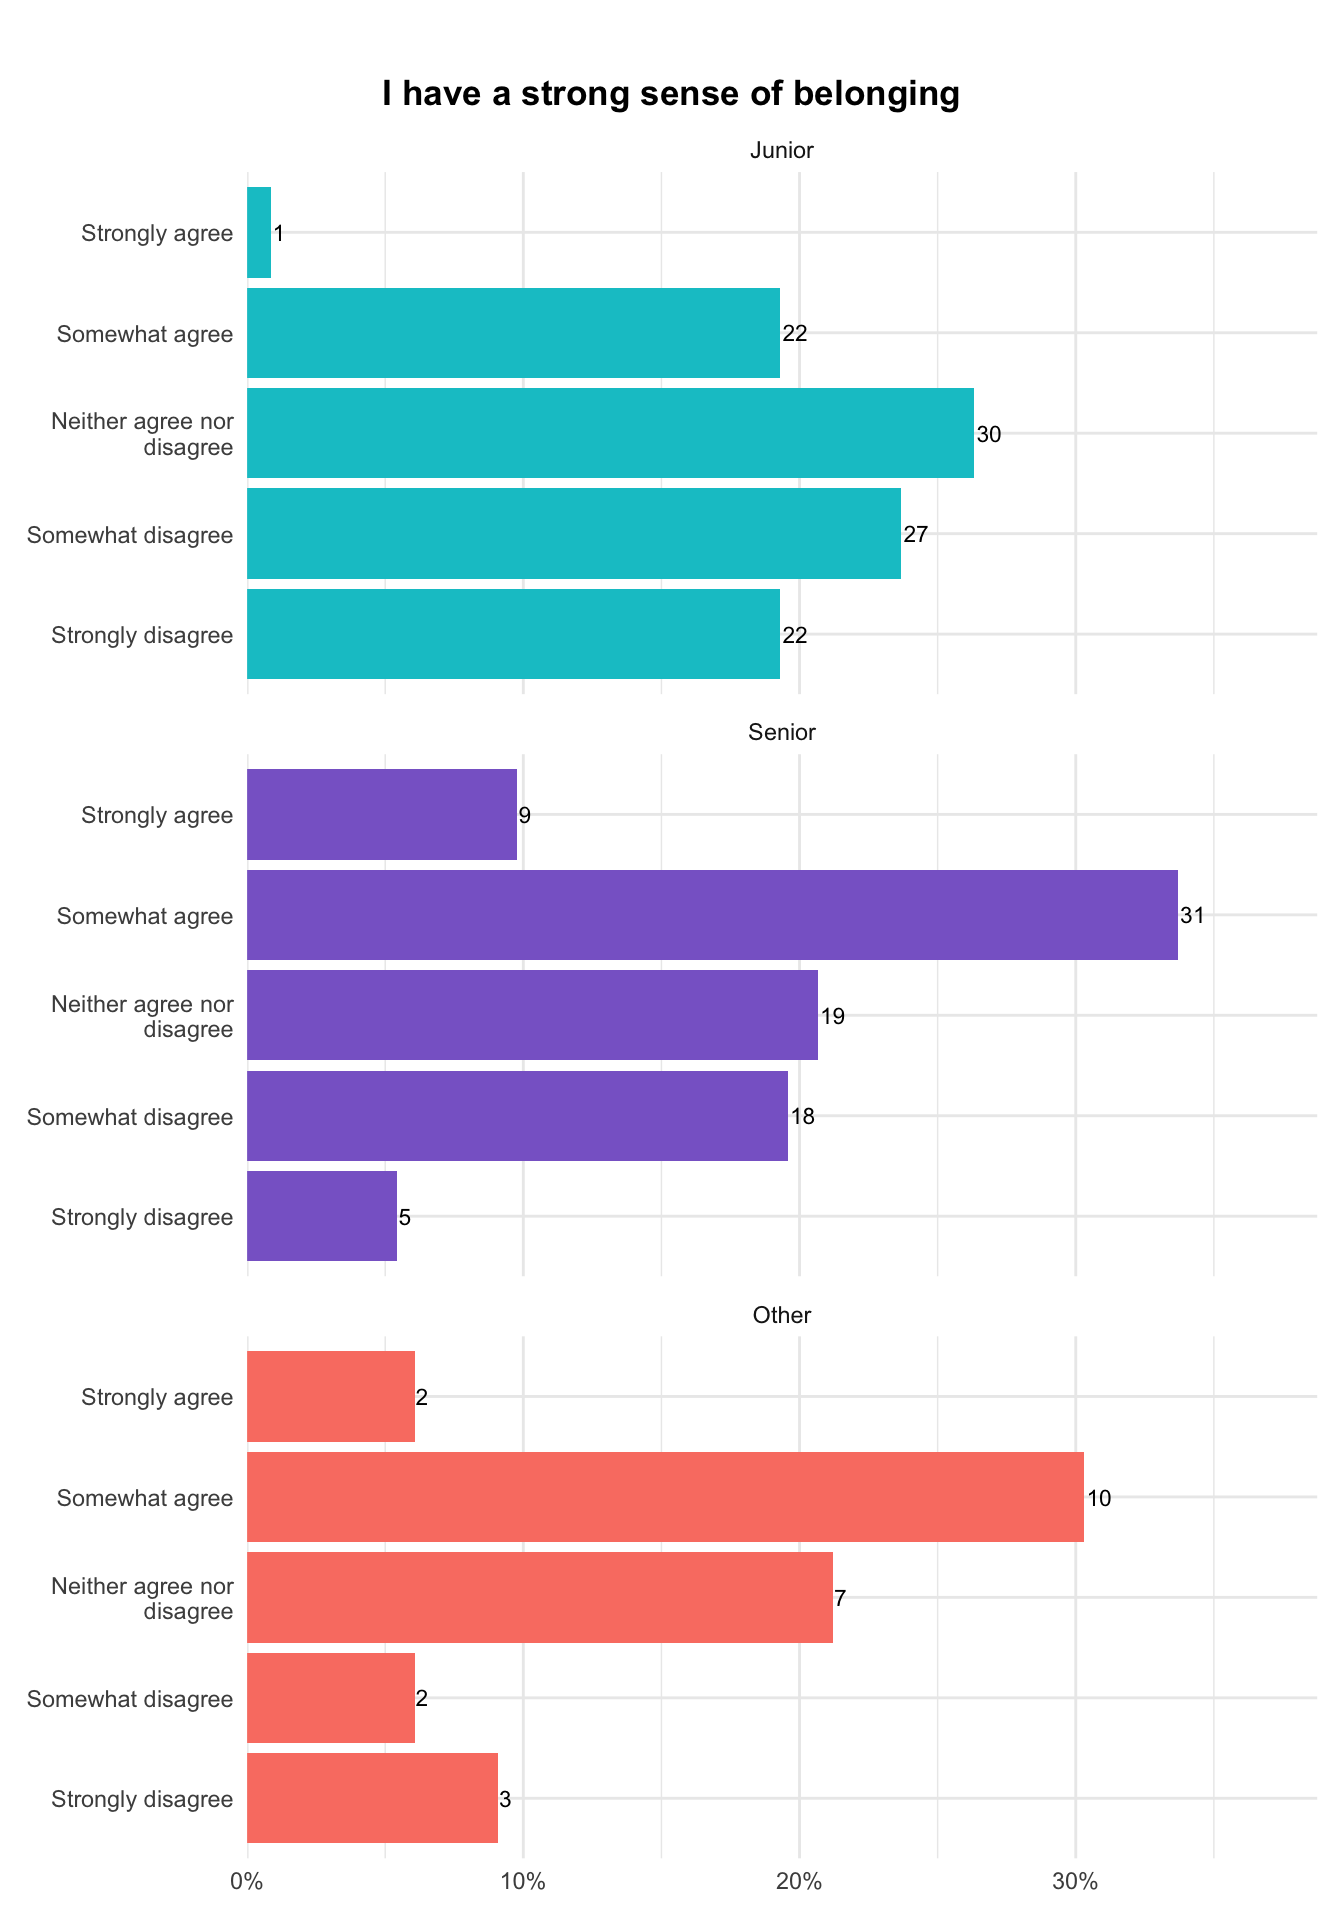 I have a strong sense of belonging
Junior
Strongly agree
1
Somewhat agree
22
Neither agree nor
disagree
30
Somewhat disagree
27
Strongly disagree
22
Senior
Strongly agree
9
Somewhat agree
31
Neither agree nor
disagree
19
Somewhat disagree
18
Strongly disagree
5
Other
Strongly agree
2
Somewhat agree
10
Neither agree nor
disagree
7
Somewhat disagree
2
Strongly disagree
3
0% 10% 20% 30%